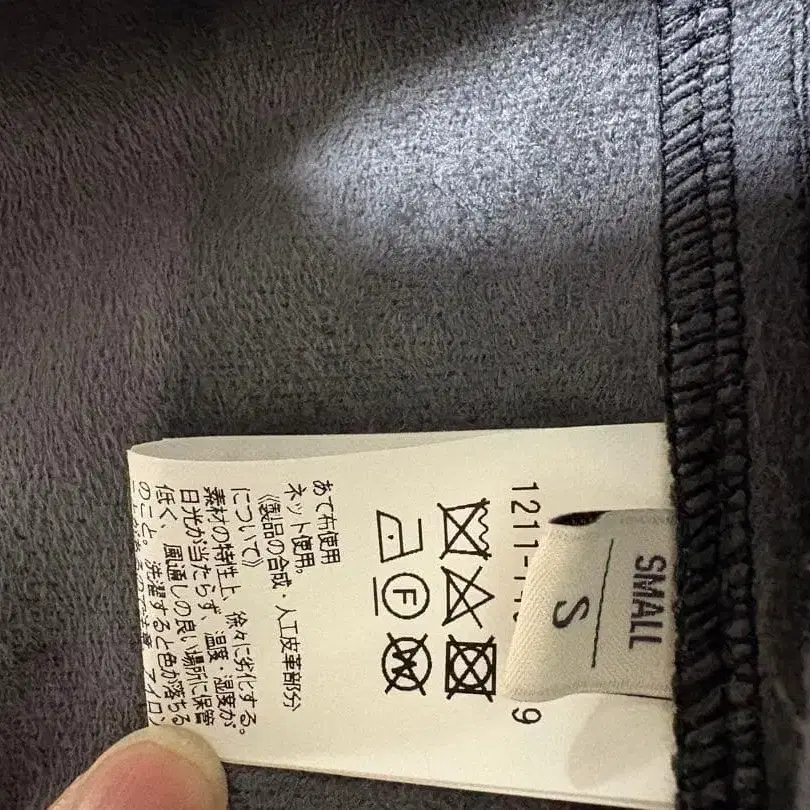 SMALL
S
1211-
9
F
W
あて布使用
ネット使用。
《製品の合成・人工皮革部分
について》
素材の特性上、徐々に劣化する。
日光が当たらず、温度・湿度が
低く、風通しの良い場所に保管
のこと。洗濯すると色が落ちる